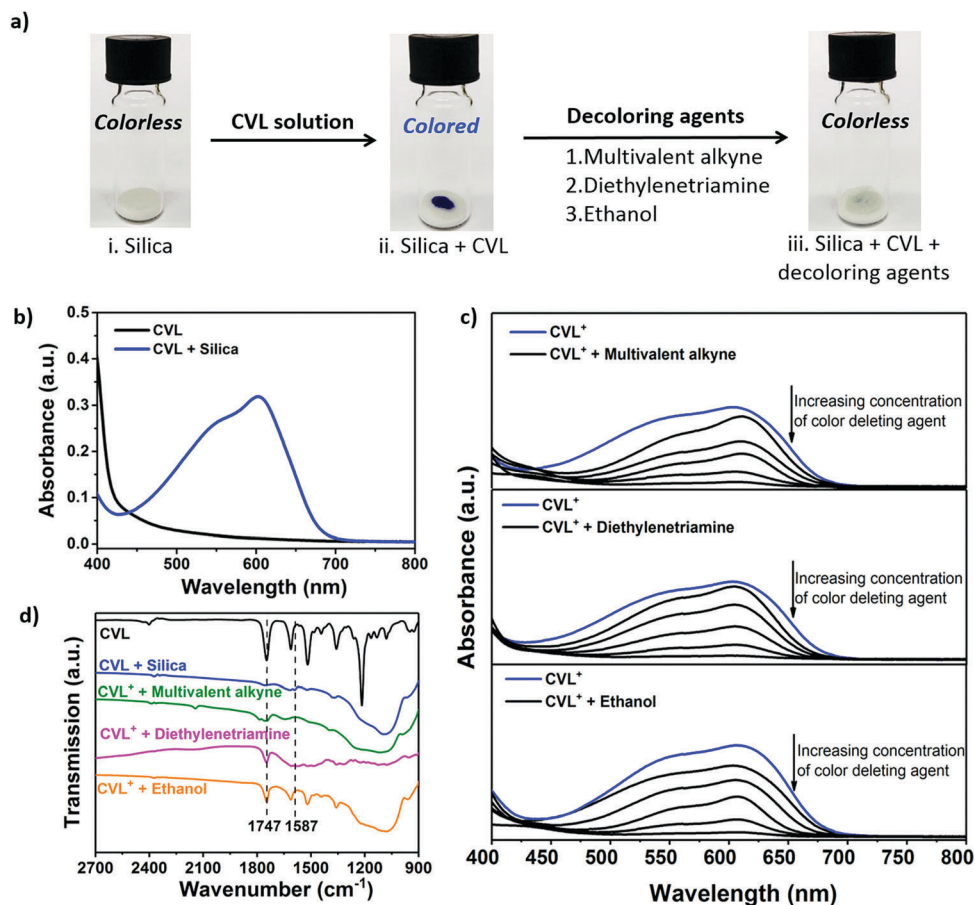 a)
Colorless
CVL solution
Colored
Decoloring agents
1.Multivalent alkyne
2.Diethylenetriamine
3.Ethanol
Colorless
i. Silica
ii. Silica + CVL
iii. Silica + CVL +
decoloring agents
b)
0.5
0.4
0.3
0.2
0.1
0.0
Absorbance (a.u.)
CVL
CVL + Silica
400
500
600
700
800
Wavelength (nm)
c)
CVL⁺
CVL⁺ + Multivalent alkyne
Increasing concentration
of color deleting agent
CVL⁺
CVL⁺ + Diethylenetriamine
Increasing concentration
of color deleting agent
CVL⁺
CVL⁺ + Ethanol
Increasing concentration
of color deleting agent
Absorbance (a.u.)
400
450
500
550
600
650
700
750
800
Wavelength (nm)
d)
CVL
CVL + Silica
CVL⁺ + Multivalent alkyne
CVL⁺ + Diethylenetriamine
CVL⁺ + Ethanol
1747
1587
Transmission (a.u.)
2700
2400
2100
1800
1500
1200
900
Wavenumber (cm⁻¹)